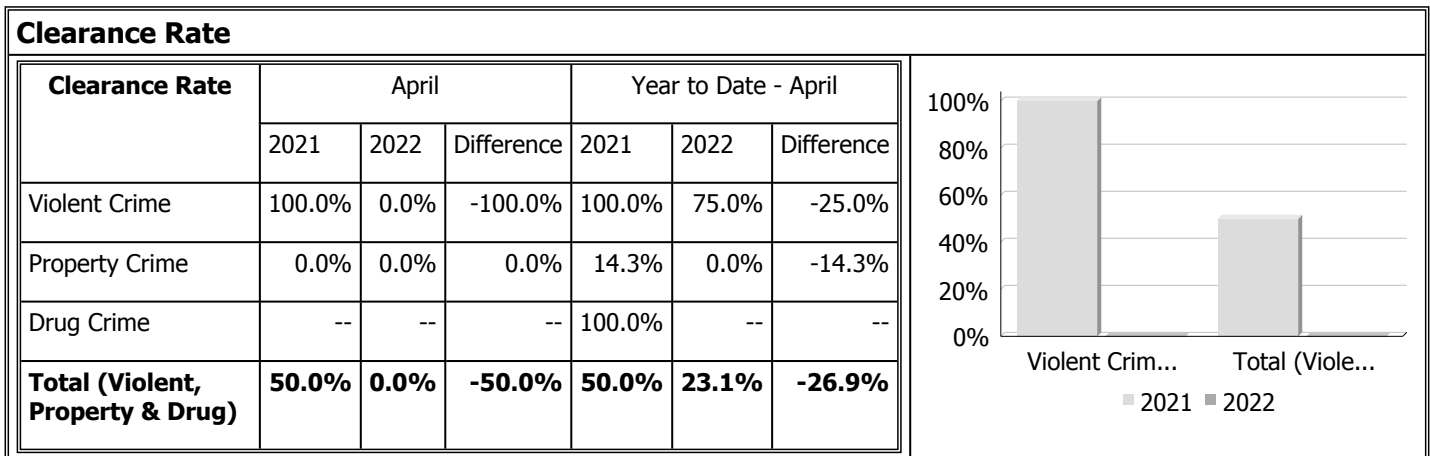 Clearance Rate
Clearance Rate April Year to Date - April
2021 2022 Difference 2021 2022 Difference
Violent Crime 100.0% 0.0% -100.0% 100.0% 75.0% -25.0%
Property Crime 0.0% 0.0% 0.0% 14.3% 0.0% -14.3%
Drug Crime -- -- -- 100.0% -- --
Total (Violent, 50.0% 0.0% -50.0% 50.0% 23.1% -26.9%
Property & Drug)
100%
80%
60%
40%
20%
0%
Violent Crim... Total (Viole...
2021 2022